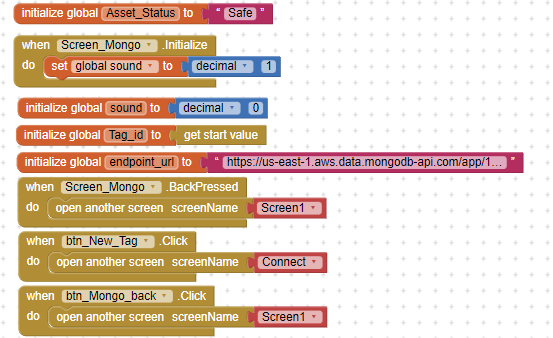 initialize global Asset_Status to " Safe "
when Screen_Mongo .Initialize
do set global sound to decimal 1
initialize global sound to decimal 0
initialize global Tag_id to get start value
initialize global endpoint_url to " https://us-east-1.aws.data.mongodb-api.com/app/1... "
when Screen_Mongo .BackPressed
do open another screen screenName Screen1
when btn_New_Tag .Click
do open another screen screenName Connect
when btn_Mongo_back .Click
do open another screen screenName Screen1